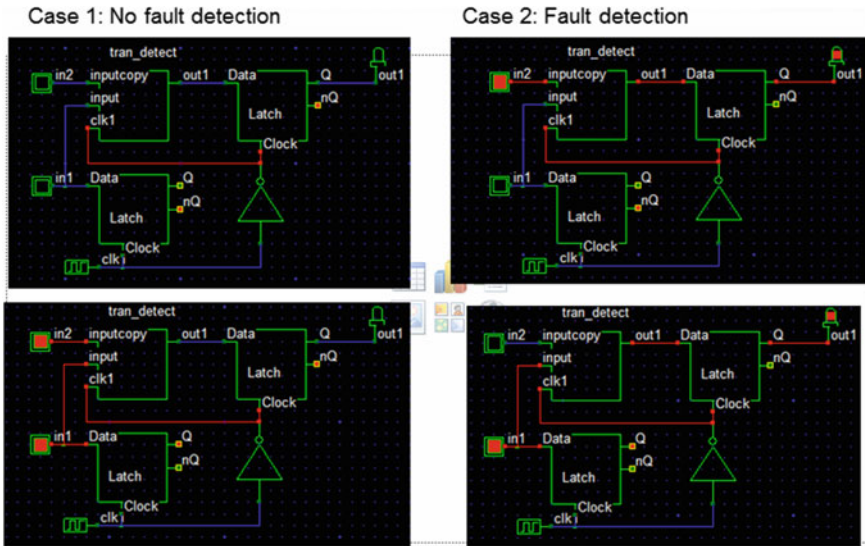 Case 1: No fault detection
Case 2: Fault detection
tran_detect
in2 inputcopy out1 Data Q out1
input nQ
clk1 Latch
Clock
in1 Data Q
nQ
Latch
Clock
clk
tran_detect
in2 inputcopy out1 Data Q out1
input nQ
clk1 Latch
Clock
in1 Data Q
nQ
Latch
Clock
clk
tran_detect
in2 inputcopy out1 Data Q out1
input nQ
clk1 Latch
Clock
in1 Data Q
nQ
Latch
Clock
clk
tran_detect
in2 inputcopy out1 Data Q out1
input nQ
clk1 Latch
Clock
in1 Data Q
nQ
Latch
Clock
clk